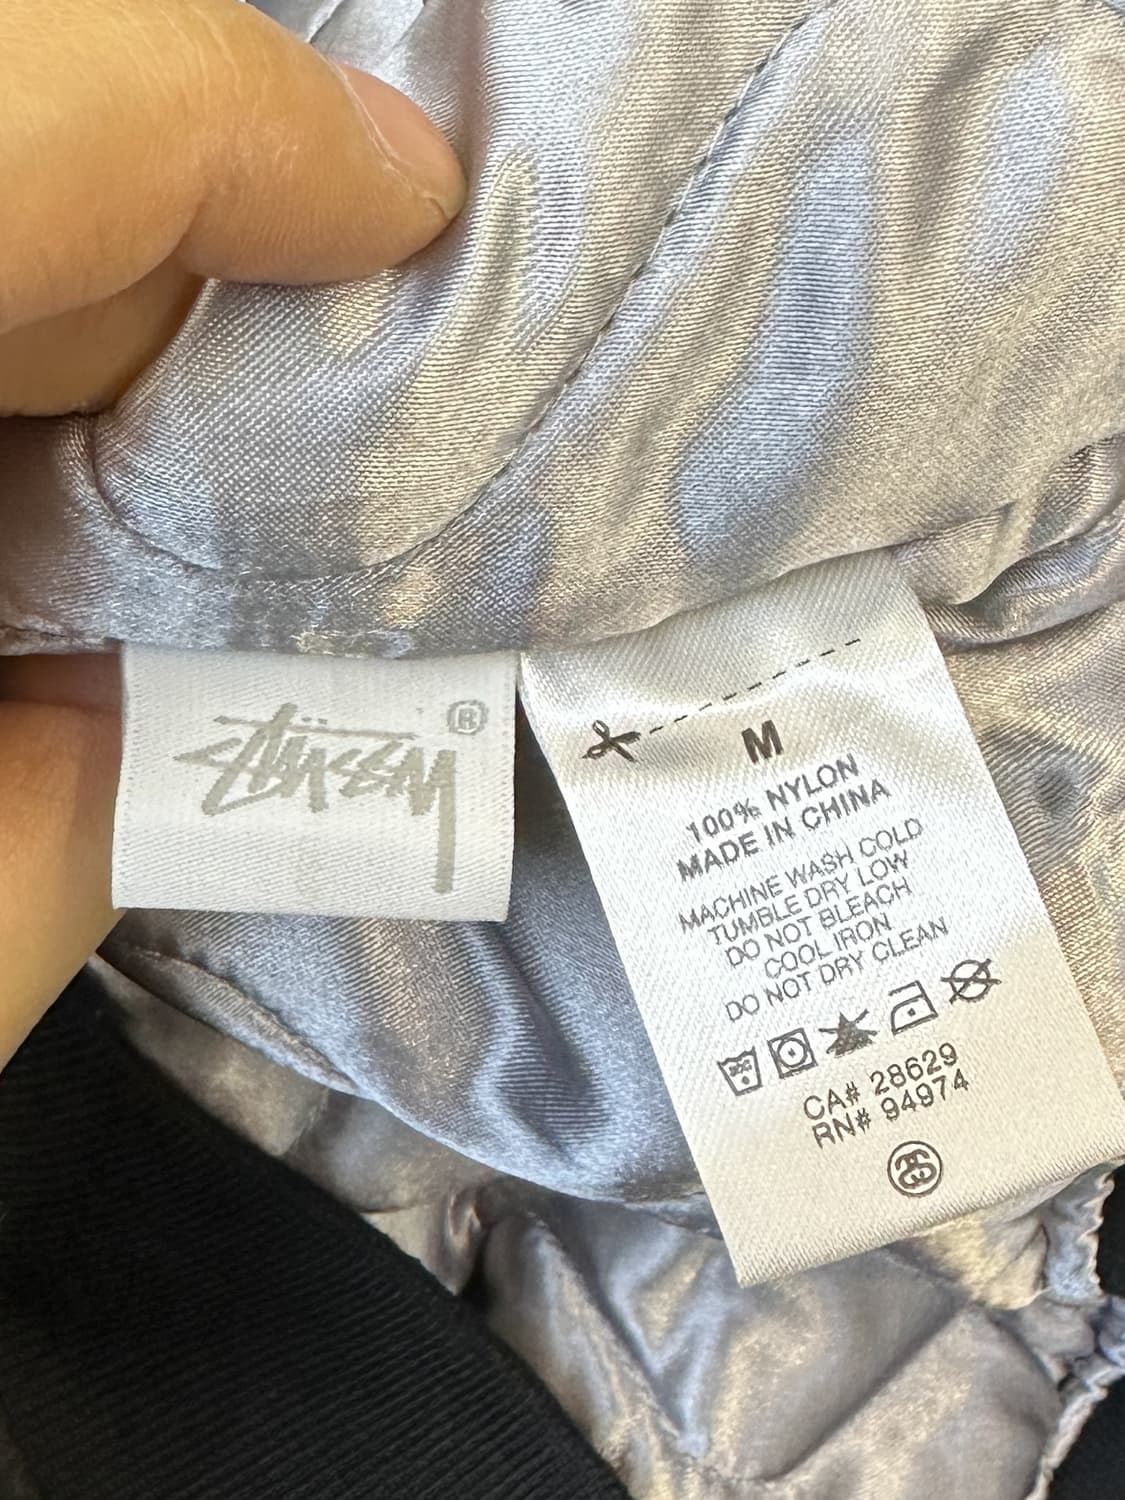 STÜSSY®
M
100% NYLON
MADE IN CHINA
MACHINE WASH COLD
TUMBLE DRY LOW
DO NOT BLEACH
COOL IRON
DO NOT DRY CLEAN
CA# 28629
RN# 94974